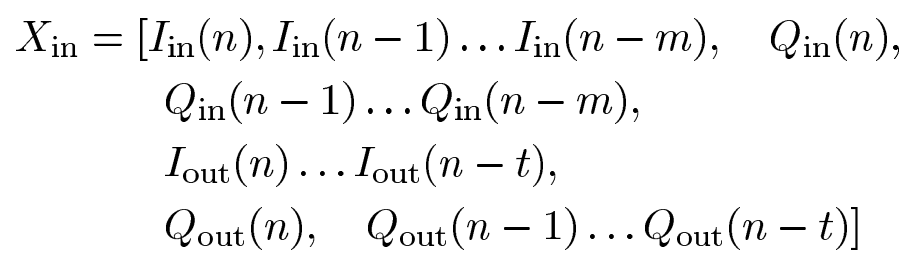 X_in = [I_in(n), I_in(n − 1) … I_in(n − m), Q_in(n),
Q_in(n − 1) … Q_in(n − m),
I_out(n) … I_out(n − t),
Q_out(n), Q_out(n − 1) … Q_out(n − t)]